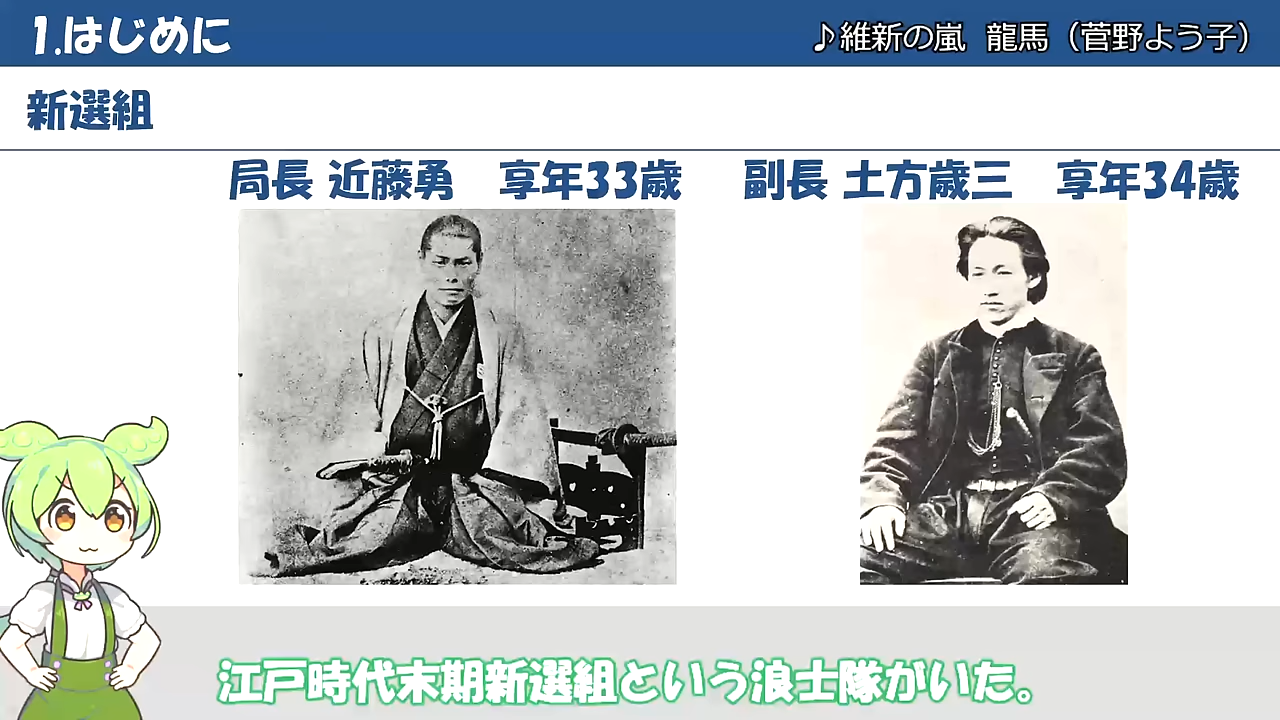 1.はじめに
♪維新の嵐 龍馬（菅野よう子）
新選組
局長 近藤勇 享年33歳
副長 土方歳三 享年34歳
江戸時代末期新選組という浪士隊がいた。